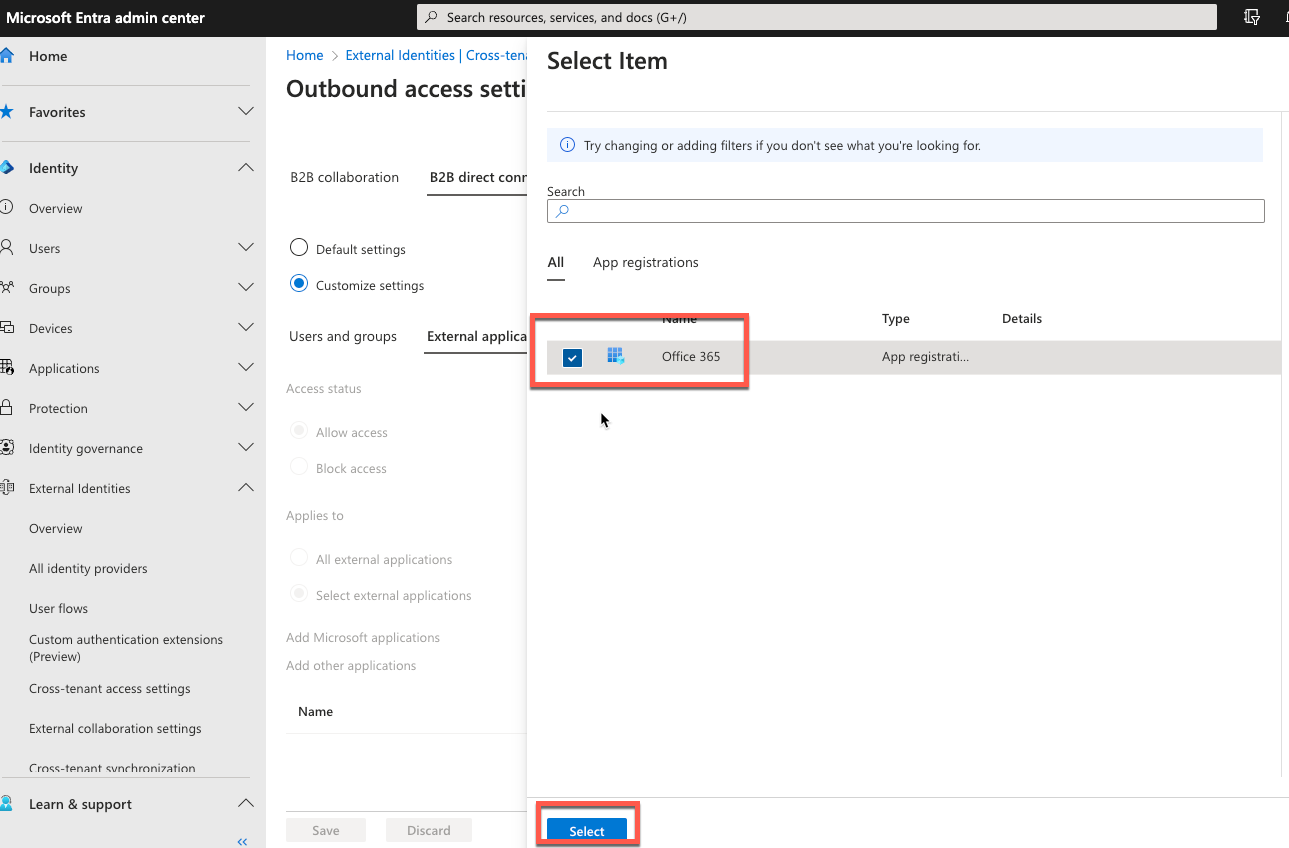 Microsoft Entra admin center
Search resources, services, and docs (G+/)
Home
Favorites
Identity
Overview
Users
Groups
Devices
Applications
Protection
Identity governance
External Identities
Overview
All identity providers
User flows
Custom authentication extensions
(Preview)
Cross-tenant access settings
External collaboration settings
Cross-tenant synchronization
Learn & support
Home > External Identities | Cross-tena
Outbound access setti
B2B collaboration
B2B direct conn
Default settings
Customize settings
Users and groups
External applica
Access status
Allow access
Block access
Applies to
All external applications
Select external applications
Add Microsoft applications
Add other applications
Name
Save
Discard
Select Item
Try changing or adding filters if you don't see what you're looking for.
Search
All
App registrations
Name
Type
Details
Office 365
App registrati...
Select